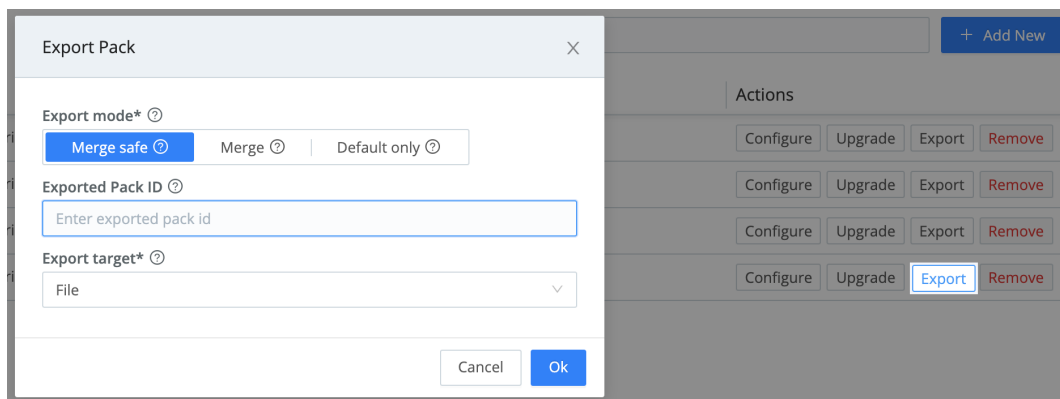 Export Pack
+ Add New
Actions
Export mode*
Merge safe Merge Default only
Configure Upgrade Export Remove
Exported Pack ID
Configure Upgrade Export Remove
Enter exported pack id
Configure Upgrade Export Remove
Export target*
File
Configure Upgrade Export Remove
Cancel Ok